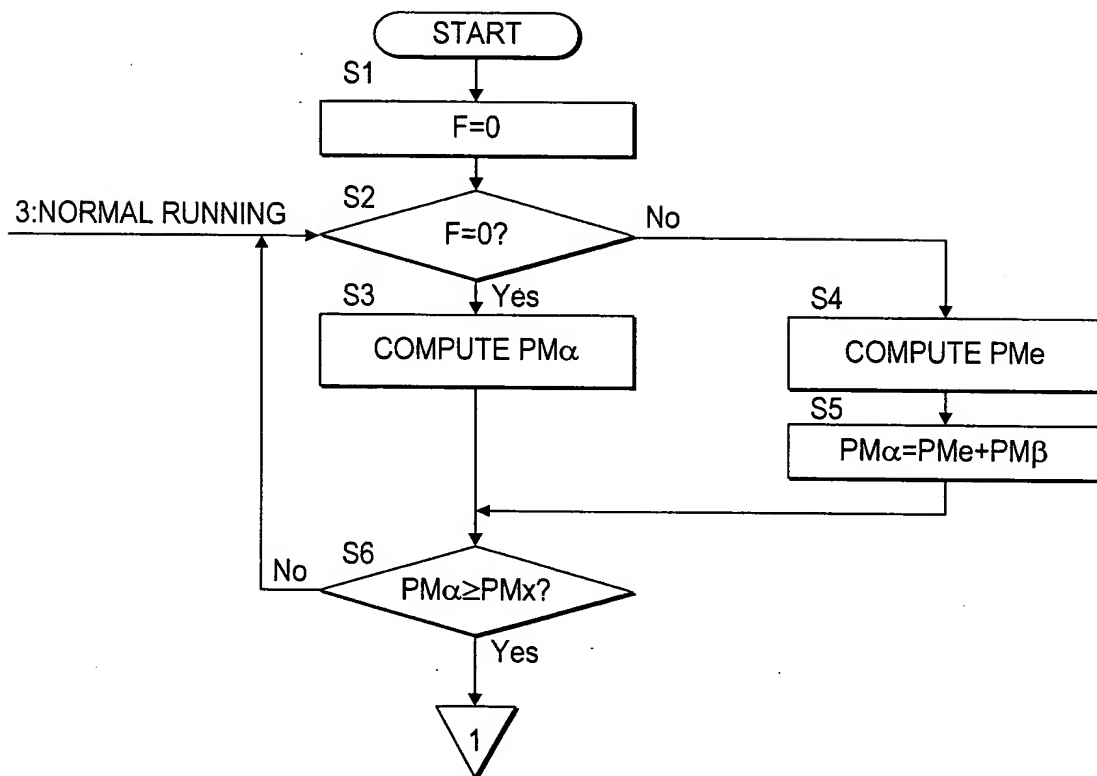 START
S1
F=0
S2
3:NORMAL RUNNING
F=0?
No
Yes
S3
COMPUTE PMα
S4
COMPUTE PMe
S5
PMα=PMe+PMβ
S6
No
PMα≥PMx?
Yes
1